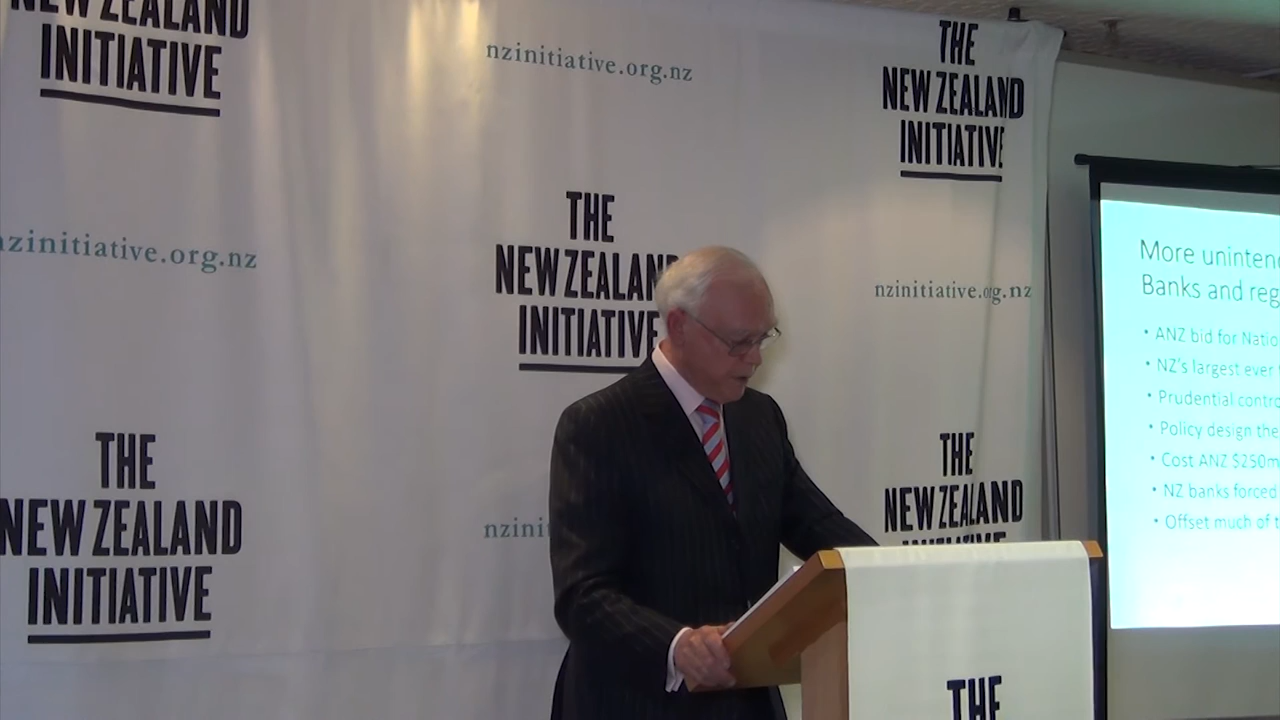 NEW ZEALAND
INITIATIVE
nzinitiative.org.nz
THE
NEW ZEALAND
INITIATIVE
nzinitiative.org.nz
THE
NEW ZEALAN
INITIATIVE
nzinitiative.org.nz
THE
NEW ZEALAND
INITIATIVE
nzini
THE
NEW ZEALAND
INITIATIVE
THE
More uninten
Banks and reg
• ANZ bid for Natio
• NZ's largest ever
• Prudential contro
• Policy design the
• Cost ANZ $250m
• NZ banks forced
• Offset much of t